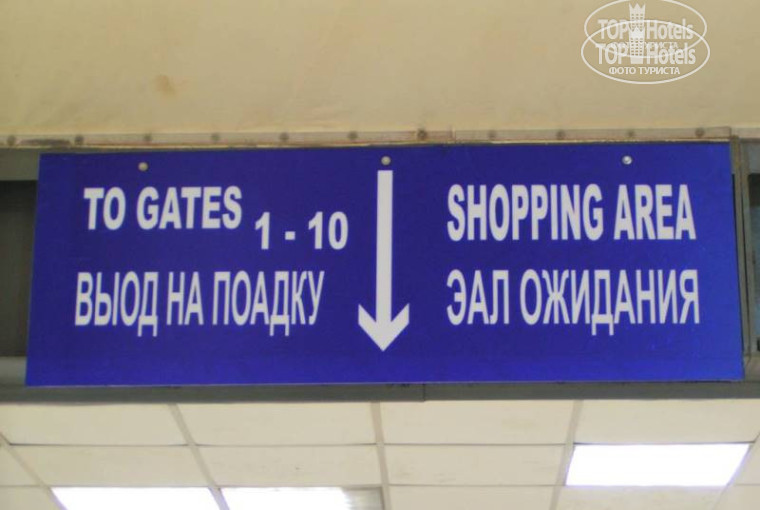 TO GATES 1 - 10
ВЫОД НА ПОАДКУ
SHOPPING AREA
ЭАЛ ОЖИДАНИЯ
TOP Hotels
TOP Hotels
ФОТО ТУРИСТА